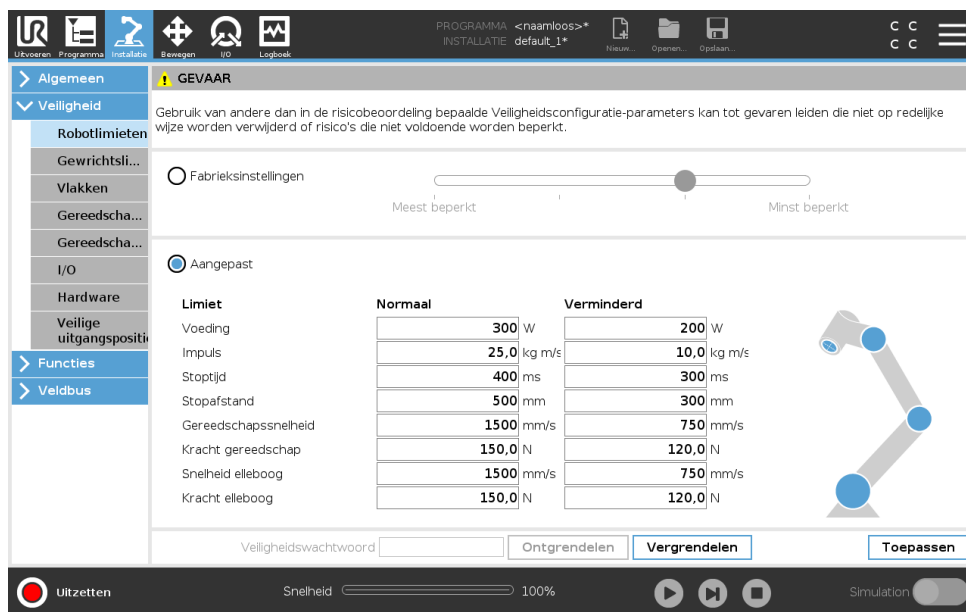 UR
Uitvoeren Programma Installatie Bewegen I/O Logboek
PROGRAMMA <naamloos>*
INSTALLATIE default_1*
Nieuw... Openen... Opslaan...
C C
C C
Algemeen
Veiligheid
Robotlimieten
Gewrichtsli...
Vlakken
Gereedscha...
Gereedscha...
I/O
Hardware
Veilige
uitgangspositi
Functies
Veldbus
GEVAAR
Gebruik van andere dan in de risicobeoordeling bepaalde Veiligheidsconfiguratie-parameters kan tot gevaren leiden die niet op redelijke
wijze worden verwijderd of risico's die niet voldoende worden beperkt.
Fabrieksinstellingen
Meest beperkt Minst beperkt
Aangepast
Limiet Normaal Verminderd
Voeding 300 W 200 W
Impuls 25,0 kg m/s 10,0 kg m/s
Stoptijd 400 ms 300 ms
Stopafstand 500 mm 300 mm
Gereedschapssnelheid 1500 mm/s 750 mm/s
Kracht gereedschap 150,0 N 120,0 N
Snelheid elleboog 1500 mm/s 750 mm/s
Kracht elleboog 150,0 N 120,0 N
Veiligheidswachtwoord Ontgrendelen Vergrendelen Toepassen
Uitzetten Snelheid 100% Simulation